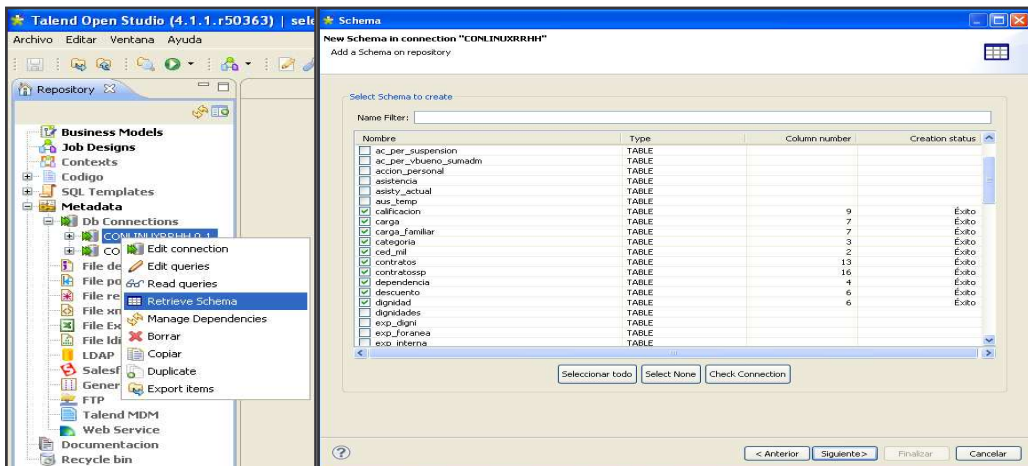 Talend Open Studio (4.1.1.r50363) | sele
Archivo Editar Ventana Ayuda
Repository
Business Models
Job Designs
Contexts
Codigo
SQL Templates
Metadata
Db Connections
CONLINUXRRHH 0.1
CO
File de
File po
File re
File xm
File Ex
File ldi
LDAP
Salesf
Gener
FTP
Talend MDM
Web Service
Documentacion
Recycle bin
Edit connection
Edit queries
Read queries
Retrieve Schema
Manage Dependencies
Borrar
Copiar
Duplicate
Export items
Schema
New Schema in connection "CONLINUXRRHH"
Add a Schema on repository
Select Schema to create
Name Filter:
Nombre Type Column number Creation status
ac_per_suspension TABLE
ac_per_vbueno_sumadm TABLE
accion_personal TABLE
asistencia TABLE
asisty_actual TABLE
aus_temp TABLE
calificacion TABLE 9 Éxito
carga TABLE 7 Éxito
carga_familiar TABLE 7 Éxito
categoria TABLE 3 Éxito
ced_mil TABLE 2 Éxito
contratos TABLE 13 Éxito
contratossp TABLE 16 Éxito
dependencia TABLE 4 Éxito
descuento TABLE 6 Éxito
dignidad TABLE 6 Éxito
dignidades TABLE
exp_digni TABLE
exp_foranea TABLE
exp_interna TABLE
Seleccionar todo Select None Check Connection
< Anterior Siguiente> Finalizar Cancelar